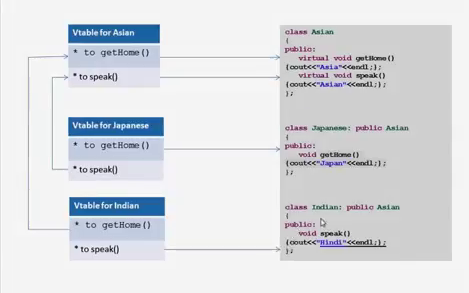 Vtable for Asian
* to getHome()
* to speak()
Vtable for Japanese
* to getHome()
* to speak()
Vtable for Indian
* to getHome()
* to speak()
class Asian
{
public:
virtual void getHome()
{cout<<"Asia"<<endl;};
virtual void speak()
{cout<<"Asian"<<endl;};
};
class Japanese: public Asian
{
public:
void getHome()
{cout<<"Japan"<<endl;};
};
class Indian: public Asian
{
public:
void speak()
{cout<<"Hindi"<<endl;};
};